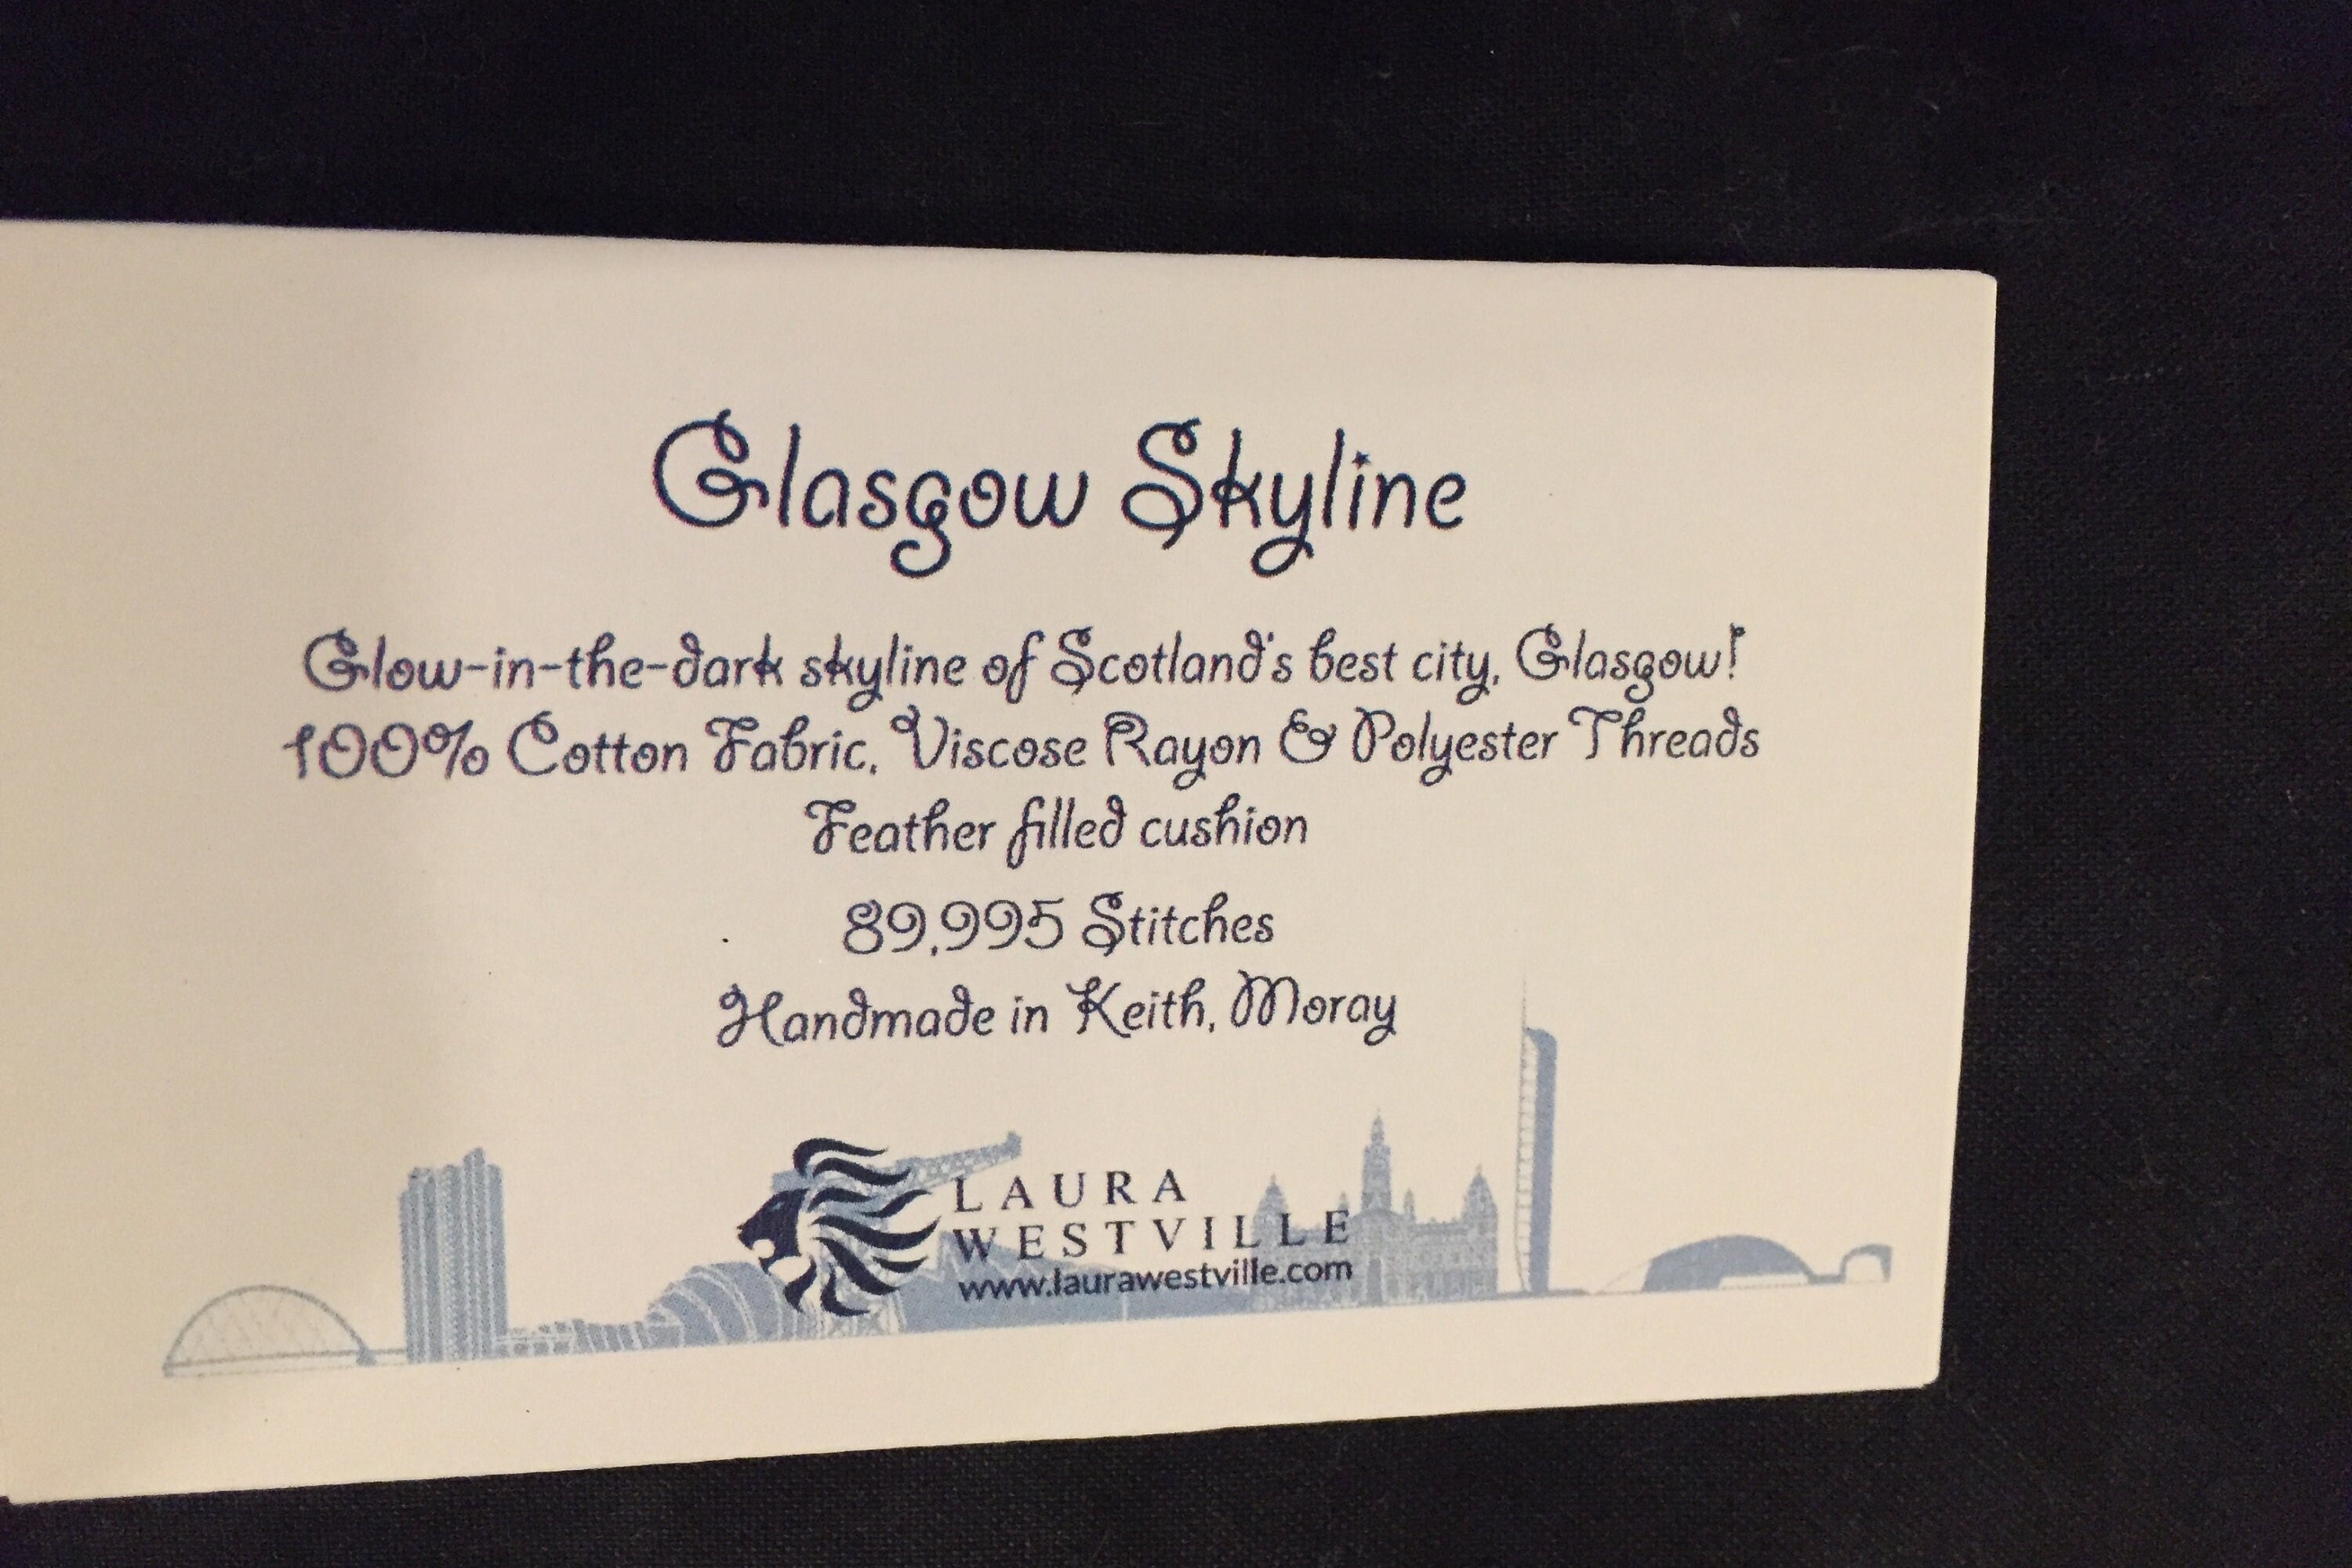 Glasgow Skyline
Glow-in-the-dark skyline of Scotland's best city, Glasgow!
100% Cotton Fabric, Viscose Rayon & Polyester Threads
Feather filled cushion
89,995 Stitches
Handmade in Keith, Moray
LAURA
WESTVILLE
www.laurawestville.com